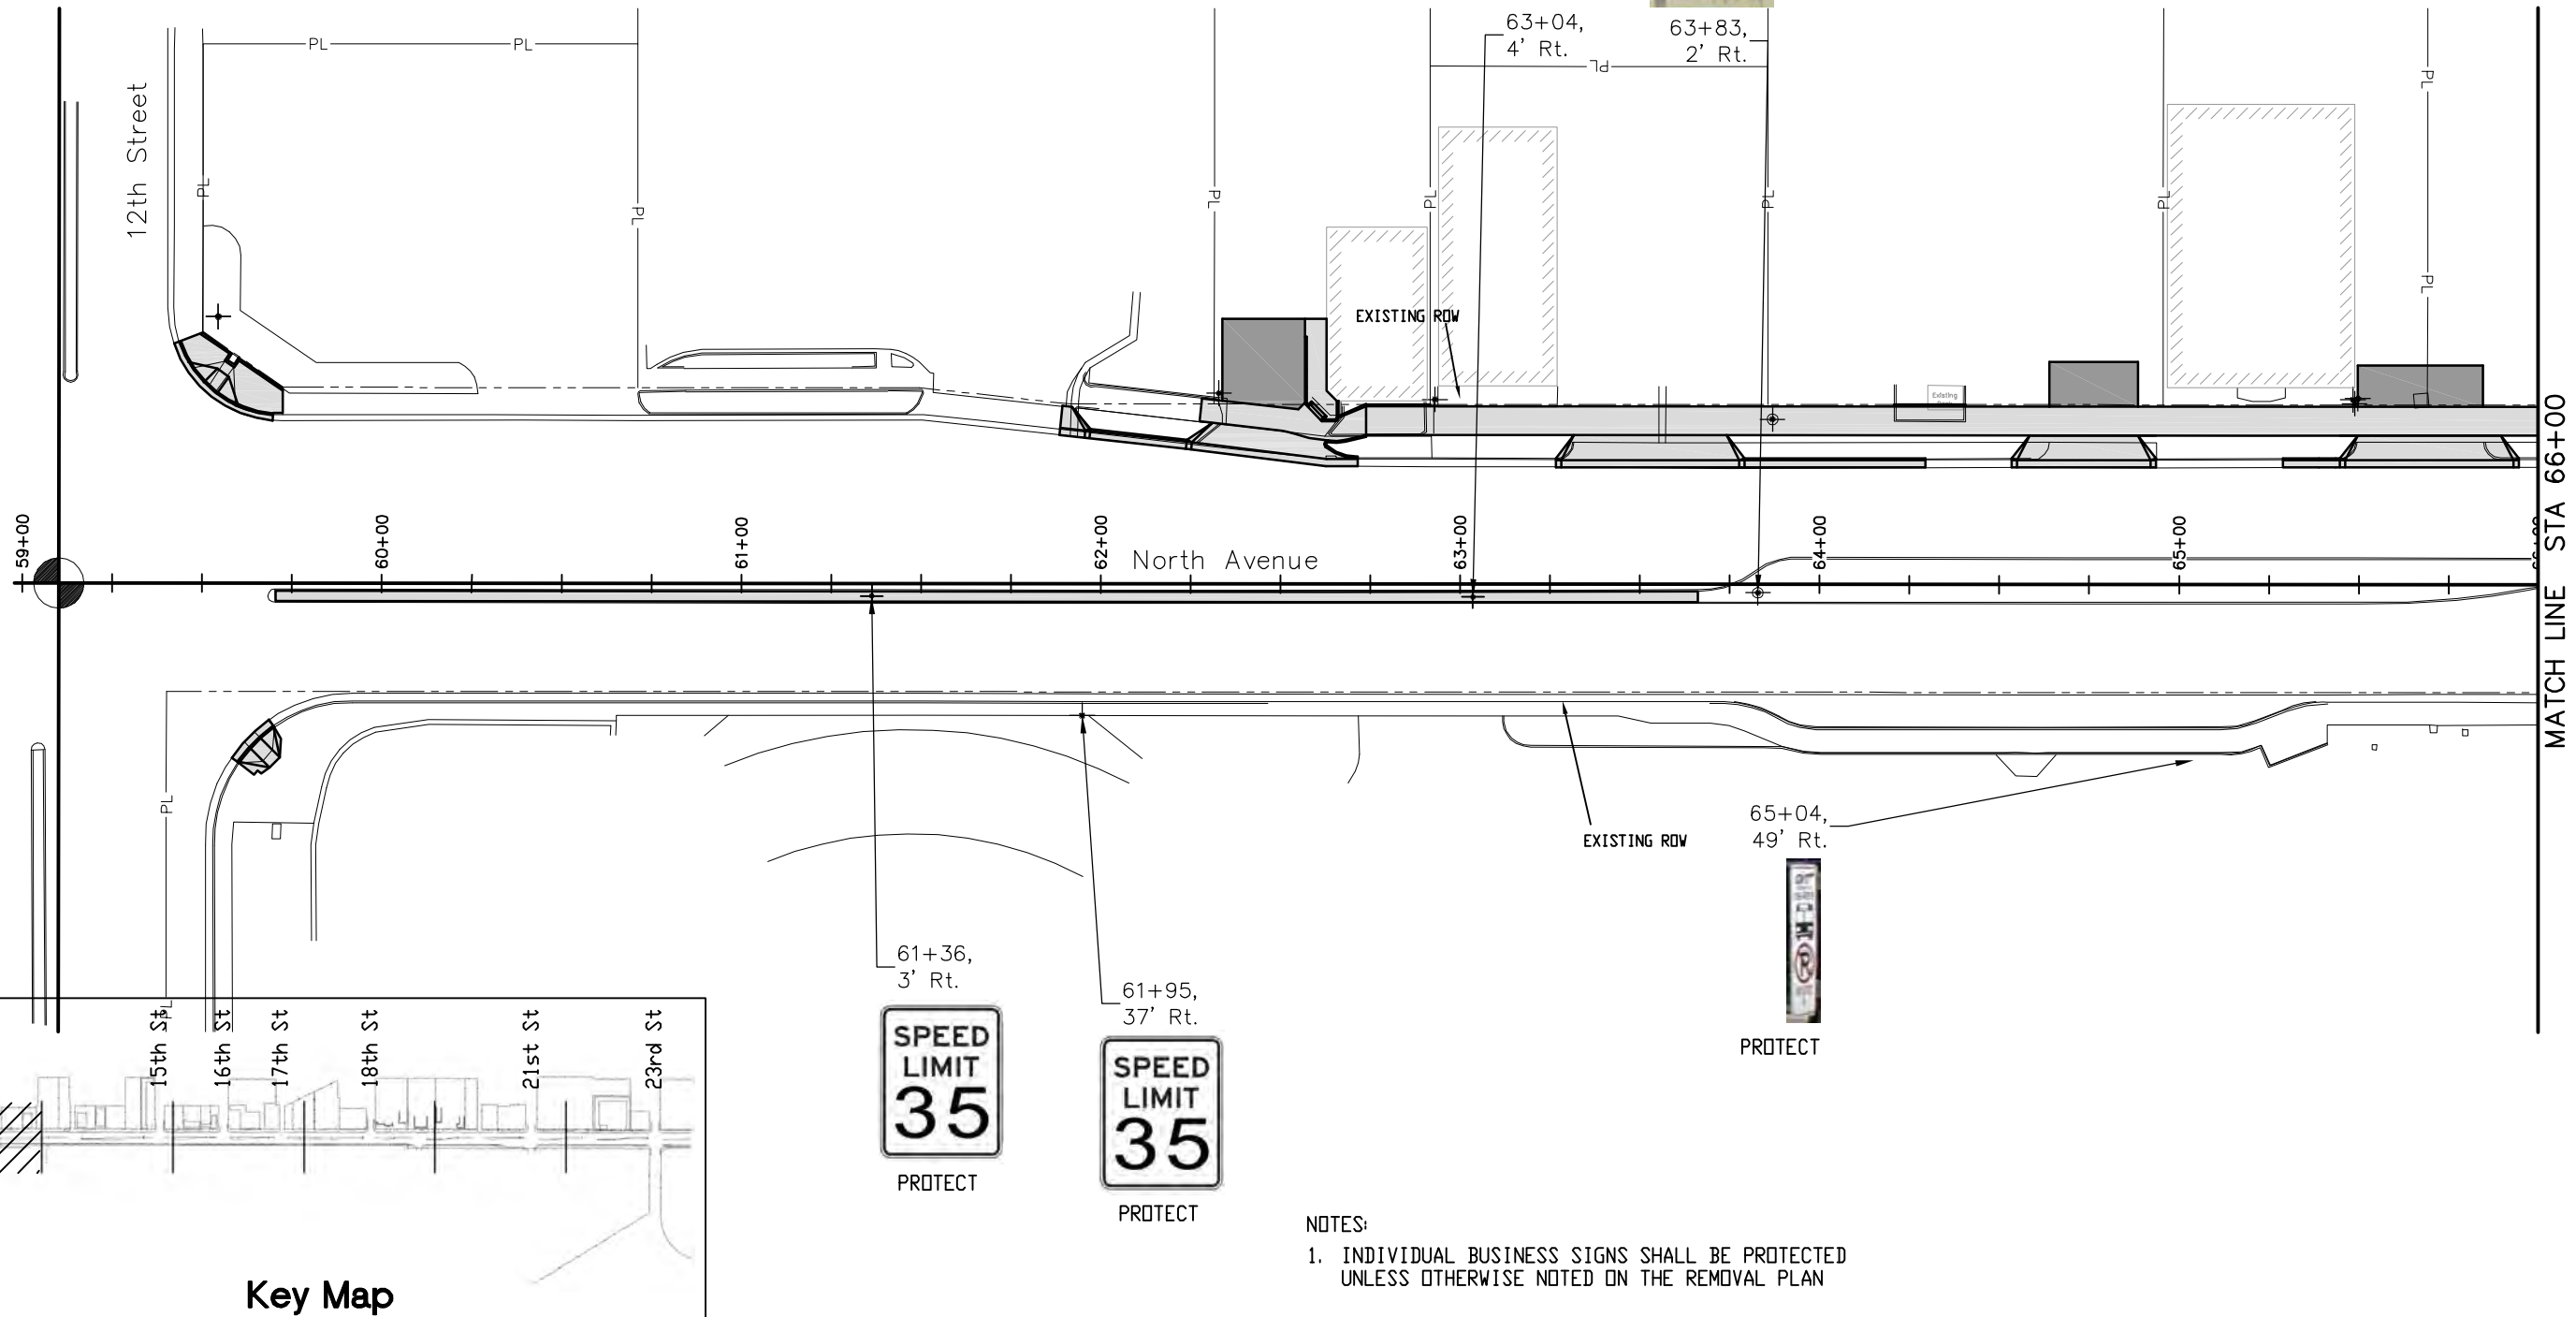 63+04,
4' Rt.
63+83,
2' Rt.
PL
PL
PL
12th Street
PL
PL
PL
PL
PL
PL
PL
PL
EXISTING ROW
Existing
59+00
60+00
61+00
62+00
North Avenue
63+00
64+00
65+00
MATCH LINE STA 66+00
PL
PL
EXISTING ROW
65+04,
49' Rt.
PROTECT
61+36,
3' Rt.
SPEED
LIMIT
35
PROTECT
61+95,
37' Rt.
SPEED
LIMIT
35
PROTECT
15th St
16th St
17th St
18th St
21st St
23rd St
Key Map
NOTES:
1. INDIVIDUAL BUSINESS SIGNS SHALL BE PROTECTED
UNLESS OTHERWISE NOTED ON THE REMOVAL PLAN